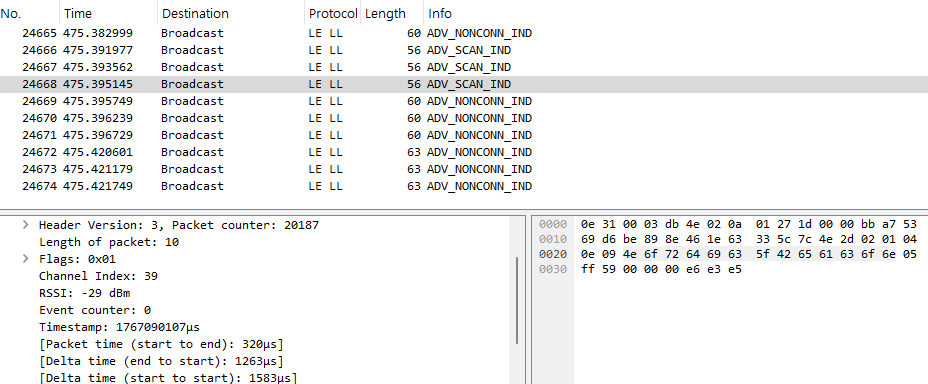 No. Time Destination Protocol Length Info
24665 475.382999 Broadcast LE LL 60 ADV_NONCONN_IND
24666 475.391977 Broadcast LE LL 56 ADV_SCAN_IND
24667 475.393562 Broadcast LE LL 56 ADV_SCAN_IND
24668 475.395145 Broadcast LE LL 56 ADV_SCAN_IND
24669 475.395749 Broadcast LE LL 60 ADV_NONCONN_IND
24670 475.396239 Broadcast LE LL 60 ADV_NONCONN_IND
24671 475.396729 Broadcast LE LL 60 ADV_NONCONN_IND
24672 475.420601 Broadcast LE LL 63 ADV_NONCONN_IND
24673 475.421179 Broadcast LE LL 63 ADV_NONCONN_IND
24674 475.421749 Broadcast LE LL 63 ADV_NONCONN_IND
Header Version: 3, Packet counter: 20187
Length of packet: 10
Flags: 0x01
Channel Index: 39
RSSI: -29 dBm
Event counter: 0
Timestamp: 1767090107µs
[Packet time (start to end): 320µs]
[Delta time (end to start): 1263µs]
[Delta time (start to start): 1583µs]
0000 0e 31 00 03 db 4e 02 0a 01 27 1d 00 00 bb a7 53
0010 69 d6 be 89 8e 46 1e 63 33 5c 7c 4e 2d 02 01 04
0020 0e 09 4e 6f 72 64 69 63 5f 42 65 61 63 6f 6e 05
0030 ff 59 00 00 00 e6 e3 e5